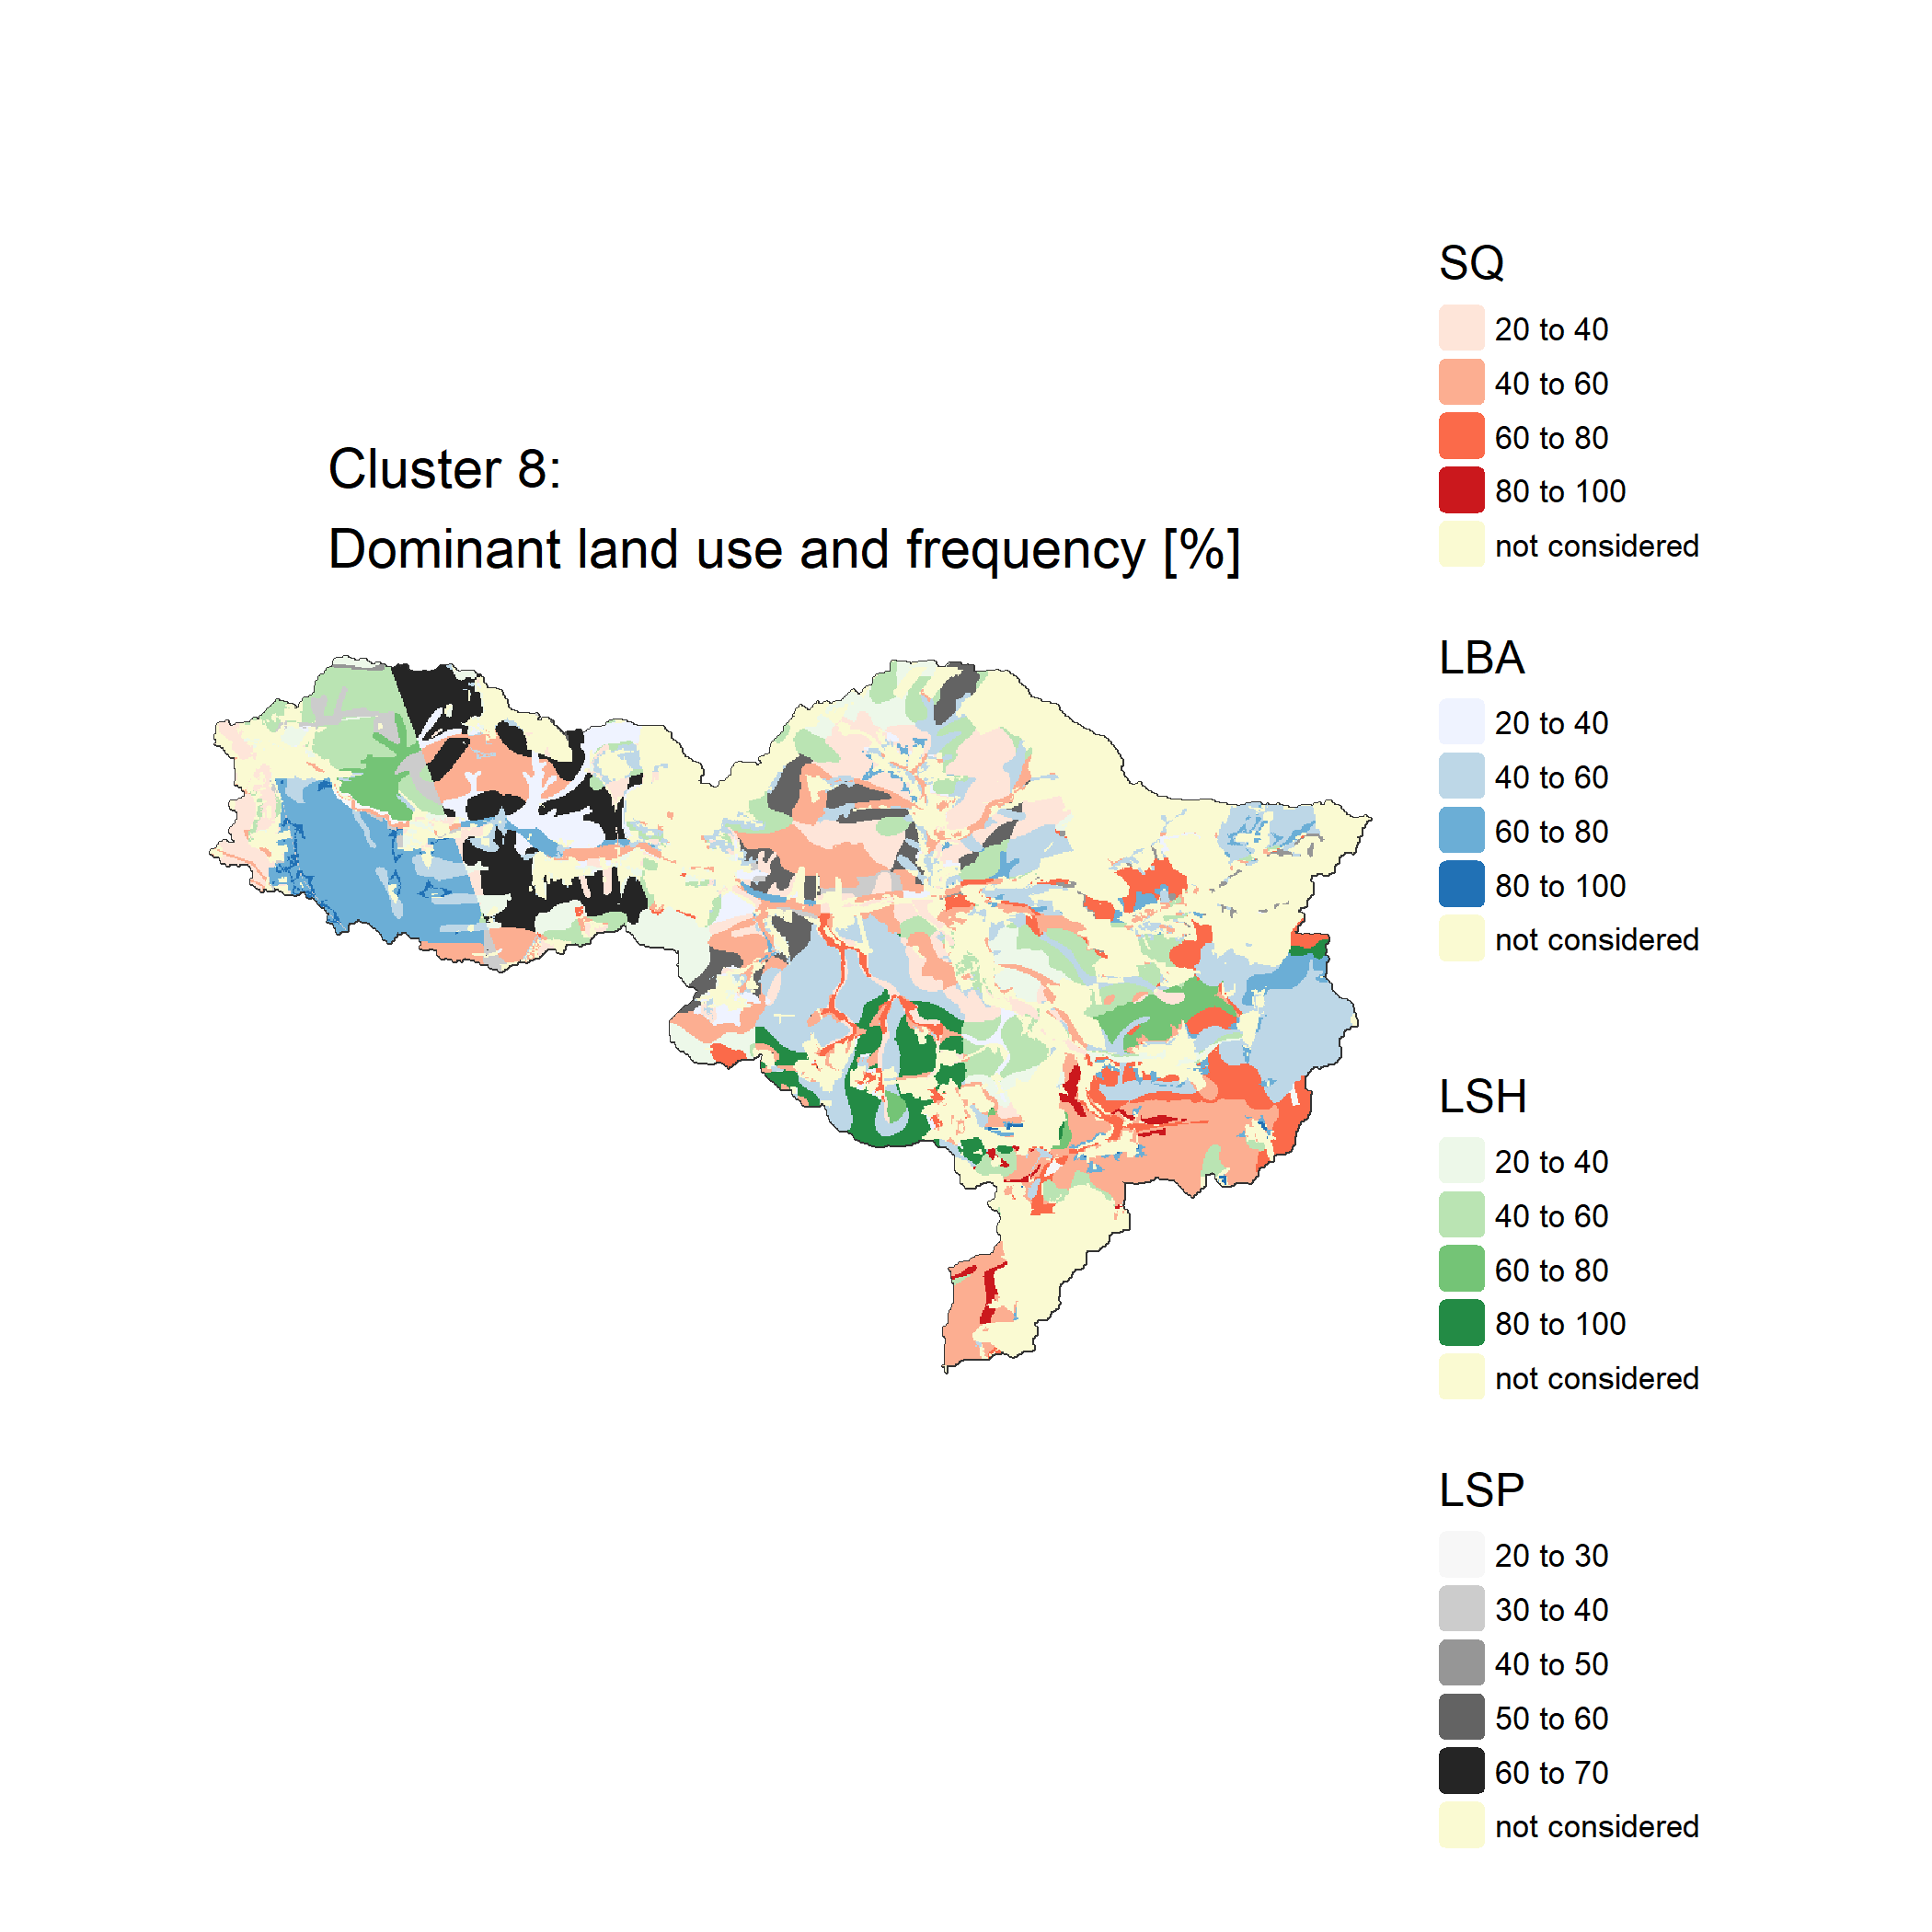 Cluster 8:
Dominant land use and frequency [%]
SQ
20 to 40
40 to 60
60 to 80
80 to 100
not considered
LBA
20 to 40
40 to 60
60 to 80
80 to 100
not considered
LSH
20 to 40
40 to 60
60 to 80
80 to 100
not considered
LSP
20 to 30
30 to 40
40 to 50
50 to 60
60 to 70
not considered